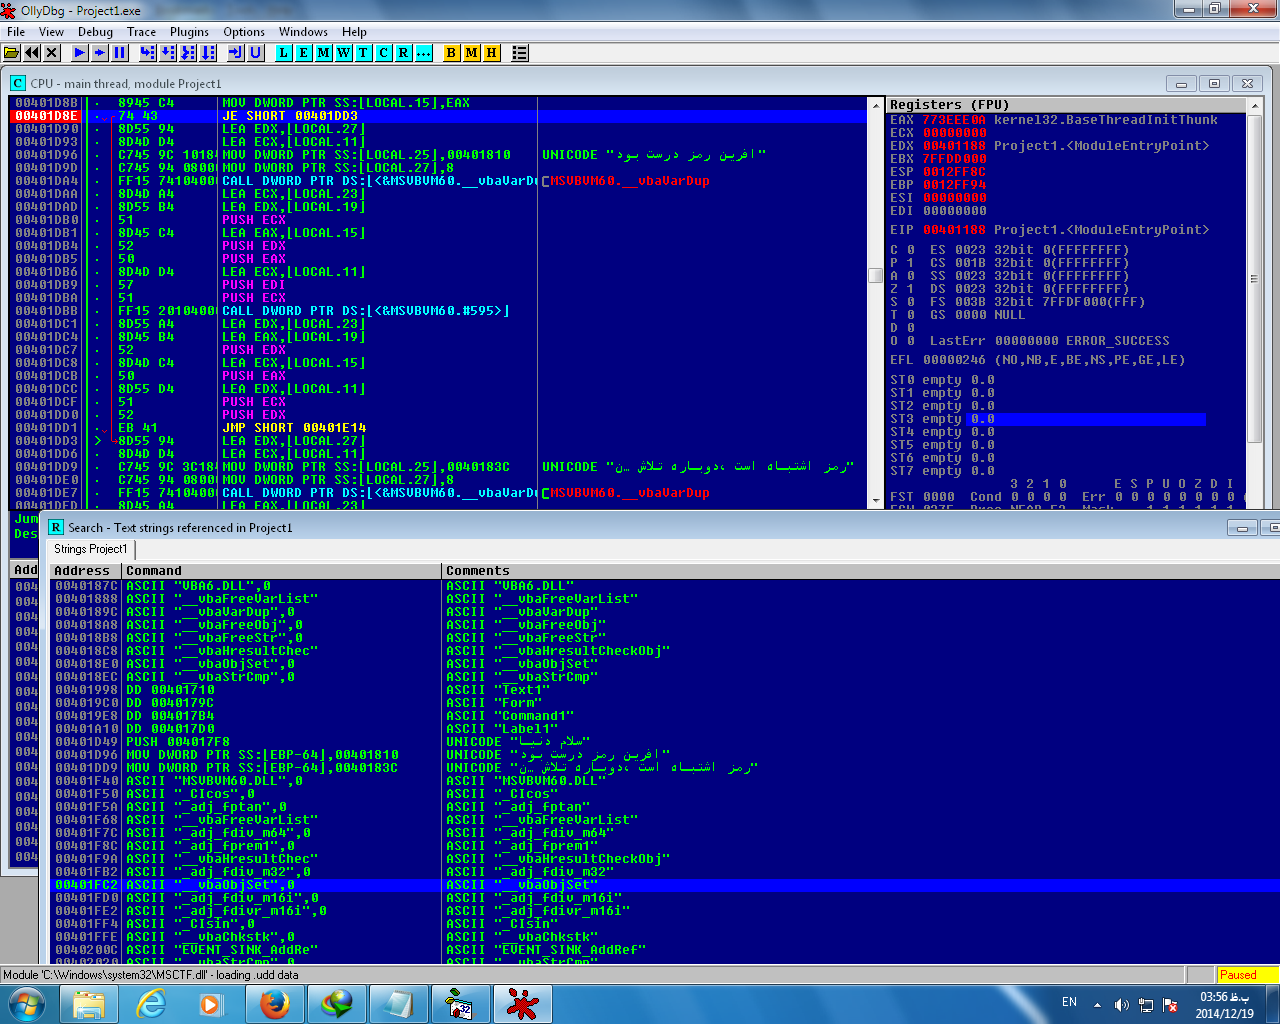 OllyDbg - Project1.exe
File View Debug Trace Plugins Options Windows Help
L E M W T C R ... B M H
C CPU - main thread, module Project1
00401D8B 8945 C4 MOV DWORD PTR SS:[LOCAL.15],EAX
00401D8E 74 43 JE SHORT 00401DD3
00401D90 8D55 94 LEA EDX,[LOCAL.27]
00401D93 8D4D D4 LEA ECX,[LOCAL.11]
00401D96 C745 9C 10184 MOV DWORD PTR SS:[LOCAL.25],00401810 UNICODE "افرین رمز درست بود"
00401D9D C745 94 08000 MOV DWORD PTR SS:[LOCAL.27],8
00401DA4 FF15 74104000 CALL DWORD PTR DS:[<&MSVBVM60.__vbaVarDu MSVBVM60.__vbaVarDup
00401DAA 8D4D A4 LEA ECX,[LOCAL.23]
00401DAD 8D55 B4 LEA EDX,[LOCAL.19]
00401DB0 51 PUSH ECX
00401DB1 8D45 C4 LEA EAX,[LOCAL.15]
00401DB4 52 PUSH EDX
00401DB5 50 PUSH EAX
00401DB6 8D4D D4 LEA ECX,[LOCAL.11]
00401DB9 57 PUSH EDI
00401DBA 51 PUSH ECX
00401DBB FF15 20104000 CALL DWORD PTR DS:[<&MSVBVM60.#595>]
00401DC1 8D55 A4 LEA EDX,[LOCAL.23]
00401DC4 8D45 B4 LEA EAX,[LOCAL.19]
00401DC7 52 PUSH EDX
00401DC8 8D4D C4 LEA ECX,[LOCAL.15]
00401DCB 50 PUSH EAX
00401DCC 8D55 D4 LEA EDX,[LOCAL.11]
00401DCF 51 PUSH ECX
00401DD0 52 PUSH EDX
00401DD1 EB 41 JMP SHORT 00401E14
00401DD3 > 8D55 94 LEA EDX,[LOCAL.27]
00401DD6 8D4D D4 LEA ECX,[LOCAL.11]
00401DD9 C745 9C 3C184 MOV DWORD PTR SS:[LOCAL.25],0040183C UNICODE "رمز اشتباه است ،دوباره تلاش …ن"
00401DE0 C745 94 08000 MOV DWORD PTR SS:[LOCAL.27],8
00401DE7 FF15 74104000 CALL DWORD PTR DS:[<&MSVBVM60.__vbaVarDu MSVBVM60.__vbaVarDup
00401DED 8D45 A4 LEA EAX,[LOCAL.23]
Registers (FPU)
EAX 773EEE0A kernel32.BaseThreadInitThunk
ECX 00000000
EDX 00401188 Project1.<ModuleEntryPoint>
EBX 7FFDD000
ESP 0012FF8C
EBP 0012FF94
ESI 00000000
EDI 00000000
EIP 00401188 Project1.<ModuleEntryPoint>
C 0 ES 0023 32bit 0(FFFFFFFF)
P 1 CS 001B 32bit 0(FFFFFFFF)
A 0 SS 0023 32bit 0(FFFFFFFF)
Z 1 DS 0023 32bit 0(FFFFFFFF)
S 0 FS 003B 32bit 7FFDF000(FFF)
T 0 GS 0000 NULL
D 0
O 0 LastErr 00000000 ERROR_SUCCESS
EFL 00000246 (NO,NB,E,BE,NS,PE,GE,LE)
ST0 empty 0.0
ST1 empty 0.0
ST2 empty 0.0
ST3 empty 0.0
ST4 empty 0.0
ST5 empty 0.0
ST6 empty 0.0
ST7 empty 0.0
3 2 1 0 E S P U O Z D I
FST 0000 Cond 0 0 0 0 Err 0 0 0 0 0 0 0 0
Jum
Des
Add
R Search - Text strings referenced in Project1
Strings Project1
Address Command Comments
0040187C ASCII "VBA6.DLL",0 ASCII "VBA6.DLL"
00401888 ASCII "__vbaFreeVarList" ASCII "__vbaFreeVarList"
0040189C ASCII "__vbaVarDup",0 ASCII "__vbaVarDup"
004018A8 ASCII "__vbaFreeObj",0 ASCII "__vbaFreeObj"
004018B8 ASCII "__vbaFreeStr",0 ASCII "__vbaFreeStr"
004018C8 ASCII "__vbaHresultChec" ASCII "__vbaHresultCheckObj"
004018E0 ASCII "__vbaObjSet",0 ASCII "__vbaObjSet"
004018EC ASCII "__vbaStrCmp",0 ASCII "__vbaStrCmp"
00401998 DD 00401710 ASCII "Text1"
004019C0 DD 0040179C ASCII "Form"
004019E8 DD 004017B4 ASCII "Command1"
00401A10 DD 004017D0 ASCII "Label1"
00401D49 PUSH 004017F8 UNICODE "سلام دنیا"
00401D96 MOV DWORD PTR SS:[EBP-64],00401810 UNICODE "افرین رمز درست بود"
00401DD9 MOV DWORD PTR SS:[EBP-64],0040183C UNICODE "رمز اشتباه است ،دوباره تلاش …ن"
00401F40 ASCII "MSVBVM60.DLL",0 ASCII "MSVBVM60.DLL"
00401F50 ASCII "_CIcos",0 ASCII "_CIcos"
00401F5A ASCII "_adj_fptan",0 ASCII "_adj_fptan"
00401F68 ASCII "__vbaFreeVarList" ASCII "__vbaFreeVarList"
00401F7C ASCII "_adj_fdiv_m64",0 ASCII "_adj_fdiv_m64"
00401F8C ASCII "_adj_fprem1",0 ASCII "_adj_fprem1"
00401F9A ASCII "__vbaHresultChec" ASCII "__vbaHresultCheckObj"
00401FB2 ASCII "_adj_fdiv_m32",0 ASCII "_adj_fdiv_m32"
00401FC2 ASCII "__vbaObjSet",0 ASCII "__vbaObjSet"
00401FD0 ASCII "_adj_fdiv_m16i",0 ASCII "_adj_fdiv_m16i"
00401FE2 ASCII "_adj_fdivr_m16i",0 ASCII "_adj_fdivr_m16i"
00401FF4 ASCII "_CIsin",0 ASCII "_CIsin"
00401FFE ASCII "__vbaChkstk",0 ASCII "__vbaChkstk"
0040200C ASCII "EVENT_SINK_AddRe" ASCII "EVENT_SINK_AddRef"
00402020 ASCII "__vbaStrCmp",0 ASCII "__vbaStrCmp"
Module 'C:\Windows\system32\MSCTF.dll' - loading .udd data Paused
EN 03:56 ب.ظ
2014/12/19